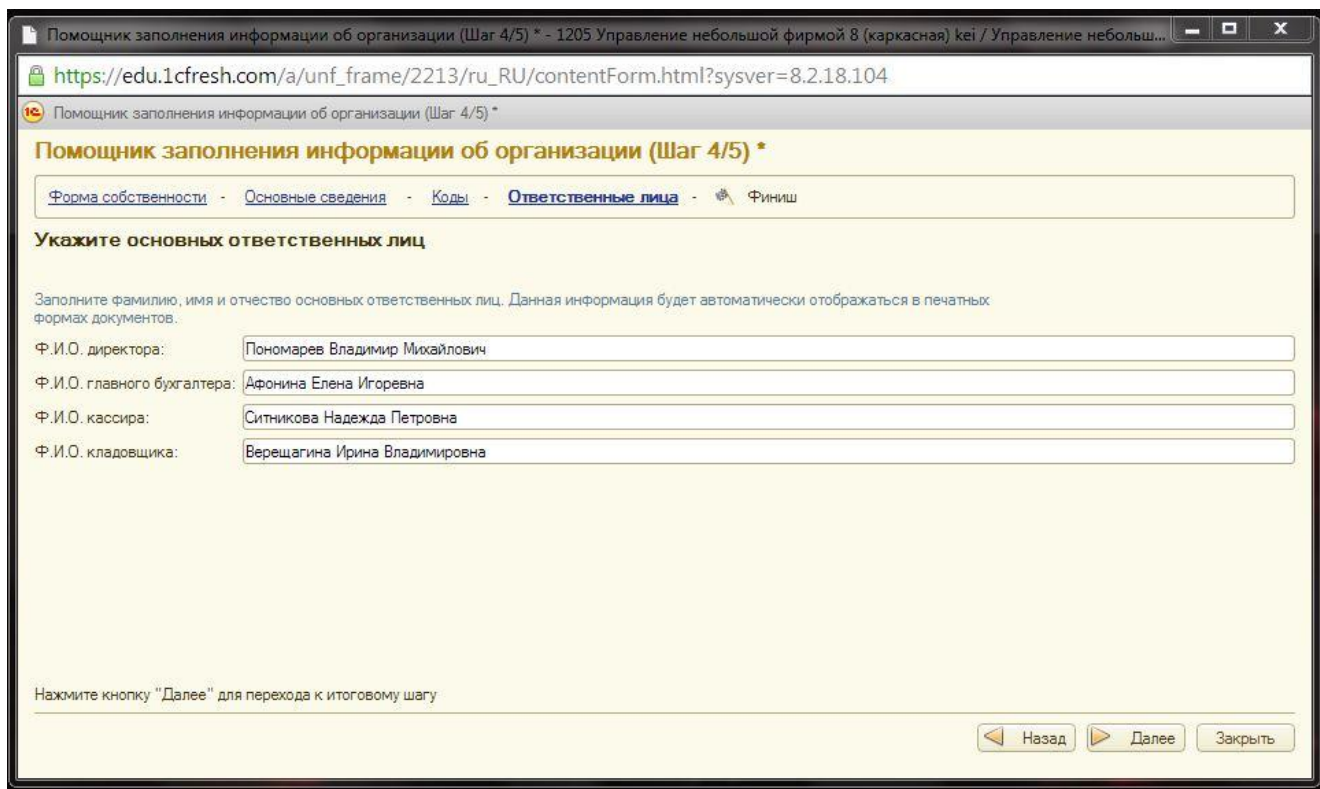 Помощник заполнения информации об организации (Шаг 4/5) * - 1205 Управление небольшой фирмой 8 (каркасная) kei / Управление небольш...
https://edu.1cfresh.com/a/unf_frame/2213/ru_RU/contentForm.html?sysver=8.2.18.104
1С Помощник заполнения информации об организации (Шаг 4/5) *
Помощник заполнения информации об организации (Шаг 4/5) *
Форма собственности - Основные сведения - Коды - Ответственные лица - Финиш
Укажите основных ответственных лиц
Заполните фамилию, имя и отчество основных ответственных лиц. Данная информация будет автоматически отображаться в печатных
формах документов.
Ф.И.О. директора: Пономарев Владимир Михайлович
Ф.И.О. главного бухгалтера: Афонина Елена Игоревна
Ф.И.О. кассира: Ситникова Надежда Петровна
Ф.И.О. кладовщика: Верещагина Ирина Владимировна
Нажмите кнопку "Далее" для перехода к итоговому шагу
Назад Далее Закрыть